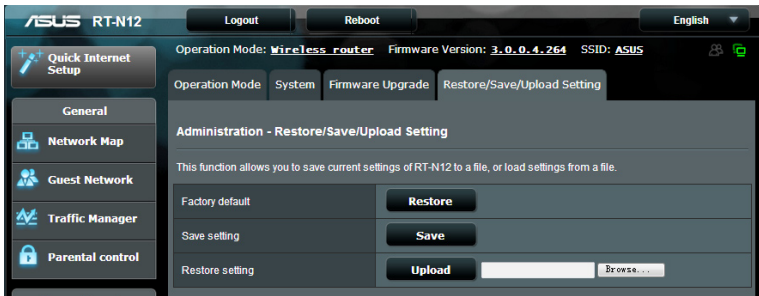 ASUS RT-N12 Logout Reboot English
Operation Mode: Wireless router Firmware Version: 3.0.0.4.264 SSID: ASUS
Quick Internet
Setup
Operation Mode System Firmware Upgrade Restore/Save/Upload Setting
General
Network Map
Guest Network
Traffic Manager
Parental control
Administration - Restore/Save/Upload Setting
This function allows you to save current settings of RT-N12 to a file, or load settings from a file.
Factory default Restore
Save setting Save
Restore setting Upload Browse...